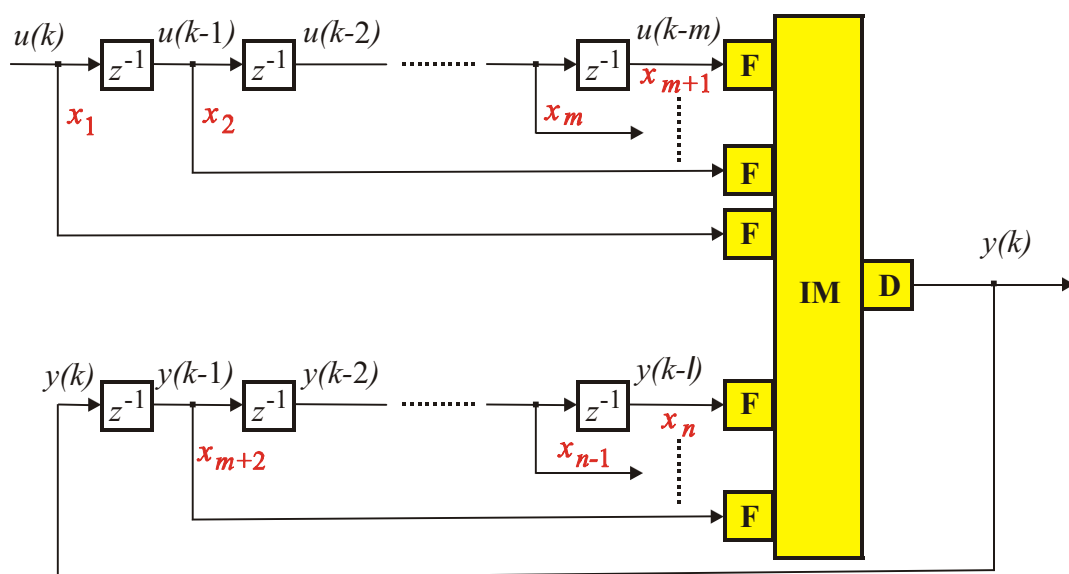 u(k) u(k-1) u(k-2) u(k-m)
z⁻¹ z⁻¹ ........ z⁻¹ F
x₁ x₂ xₘ xₘ₊₁
F
F
y(k)
IM D
y(k) y(k-1) y(k-2) y(k-l)
z⁻¹ z⁻¹ ........ z⁻¹ F
xₘ₊₂ xₙ₋₁ xₙ
F